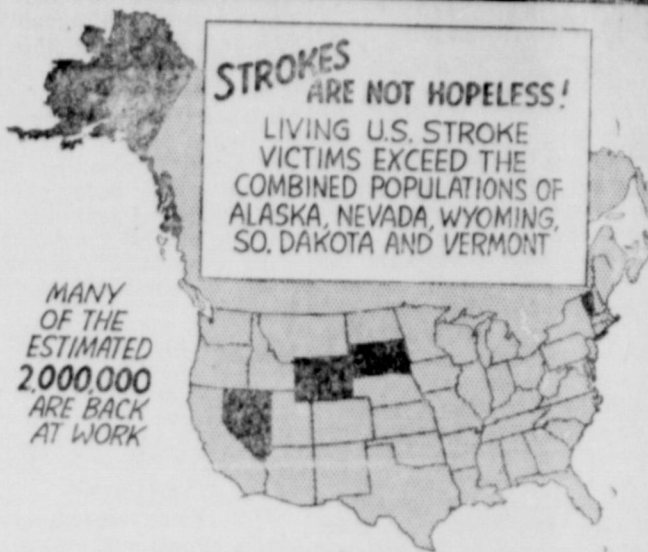 STROKES
ARE NOT HOPELESS!
LIVING U.S. STROKE
VICTIMS EXCEED THE
COMBINED POPULATIONS OF
ALASKA, NEVADA, WYOMING,
SO. DAKOTA AND VERMONT
MANY
OF THE
ESTIMATED
2,000,000
ARE BACK
AT WORK